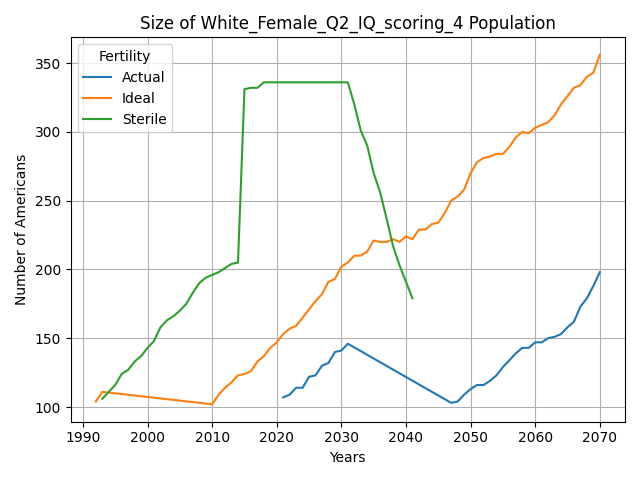 Size of White_Female_Q2_IQ_scoring_4 Population
Fertility
Actual
Ideal
Sterile
Number of Americans
350
300
250
200
150
100
1990 2000 2010 2020 2030 2040 2050 2060 2070
Years